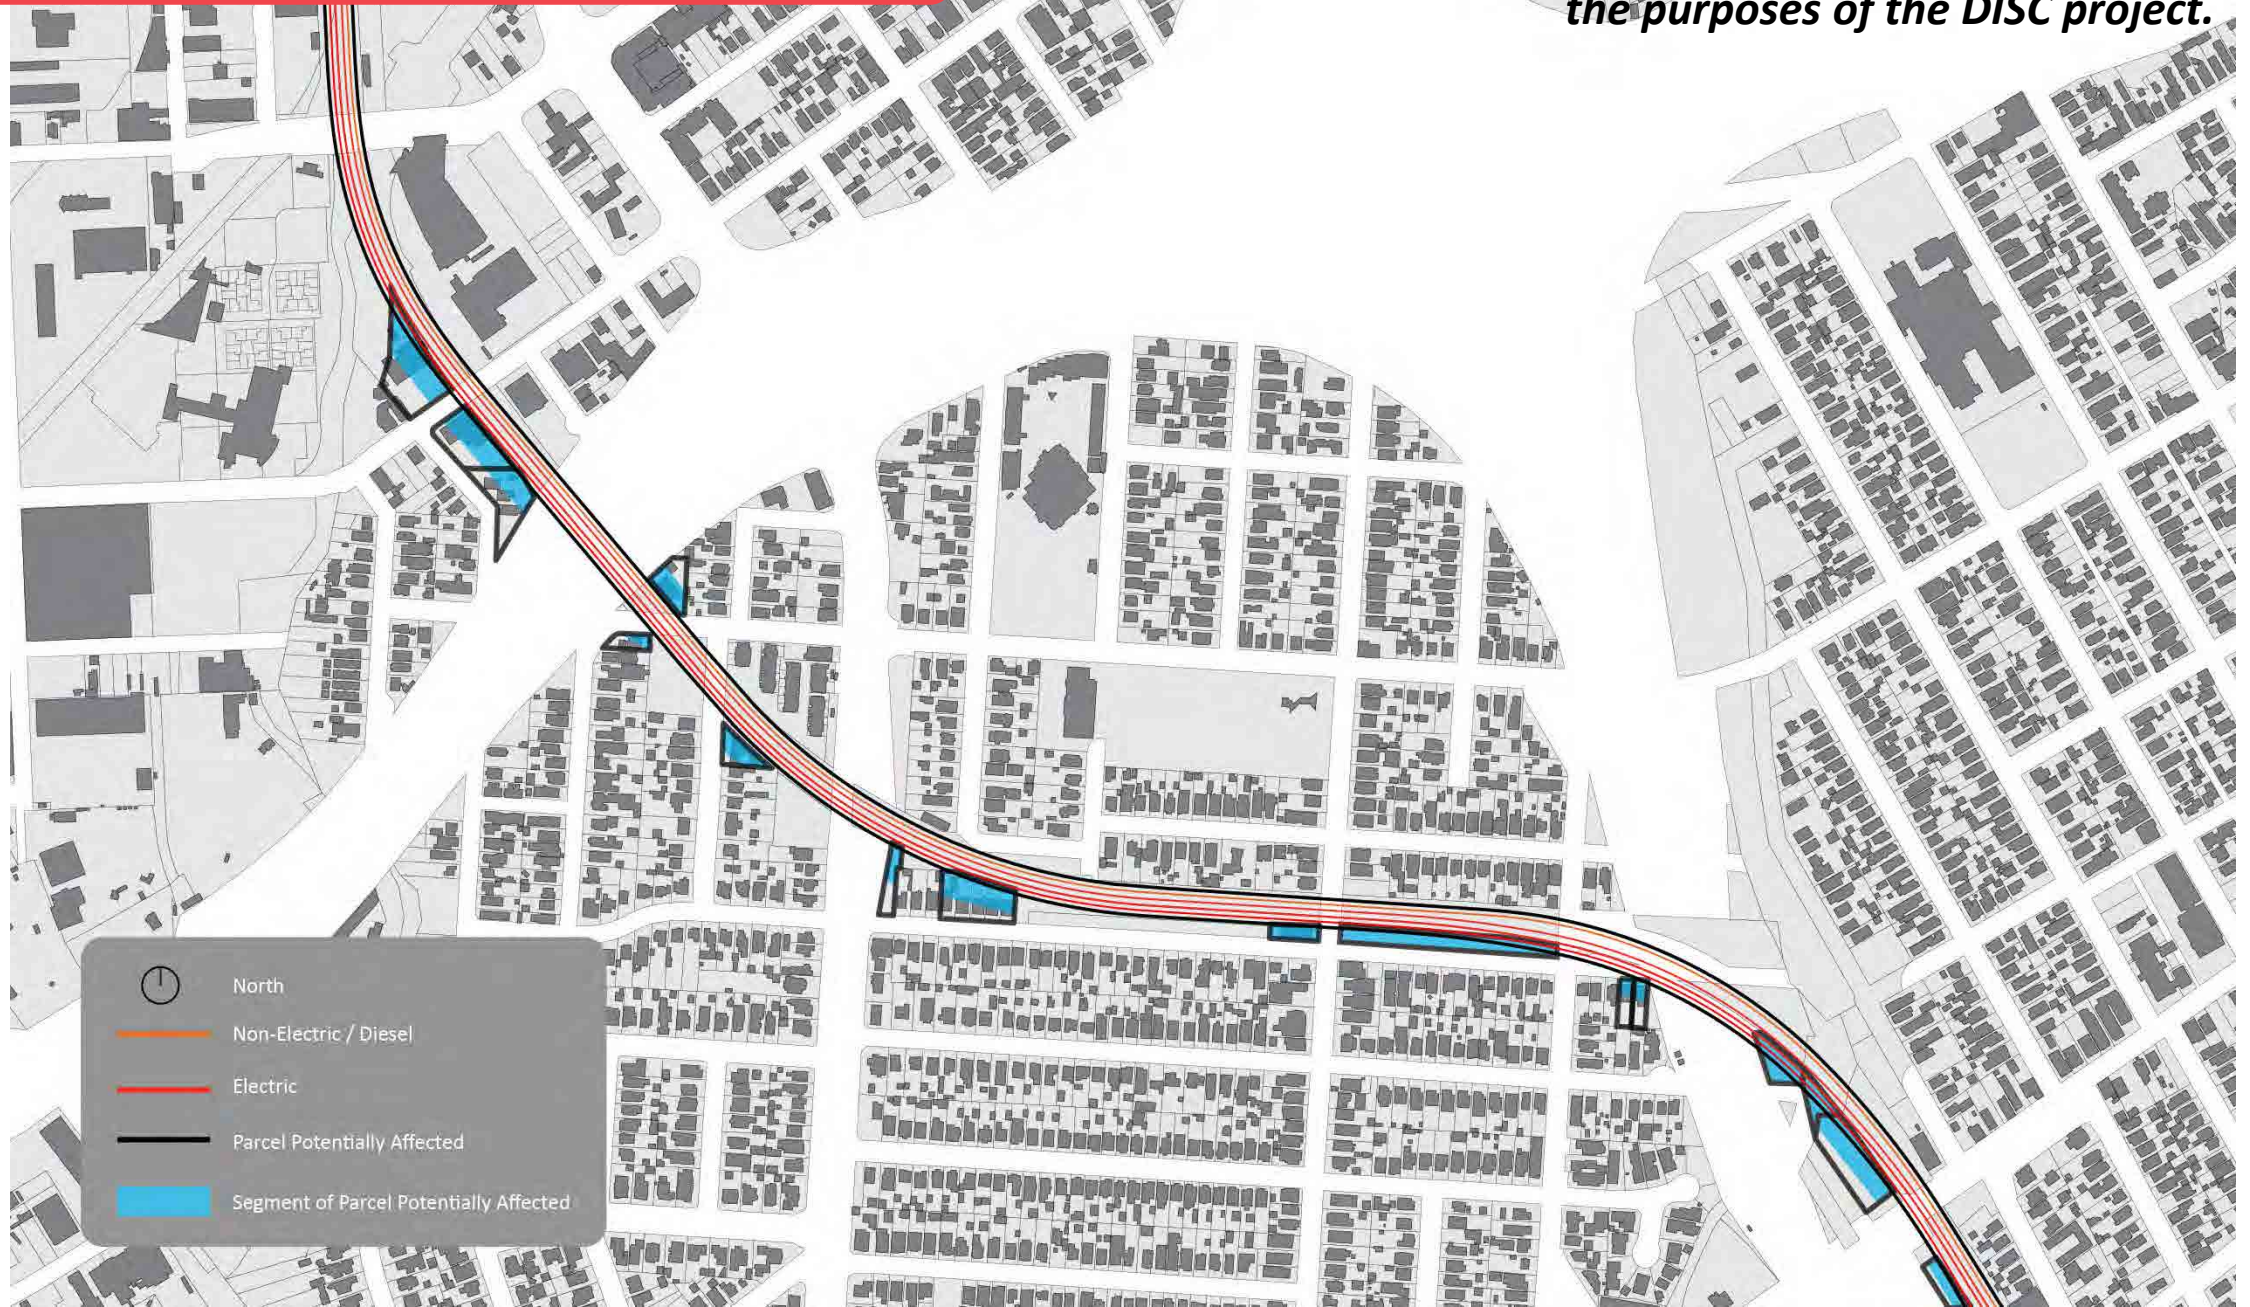 the purposes of the DISC project.
North
Non-Electric / Diesel
Electric
Parcel Potentially Affected
Segment of Parcel Potentially Affected